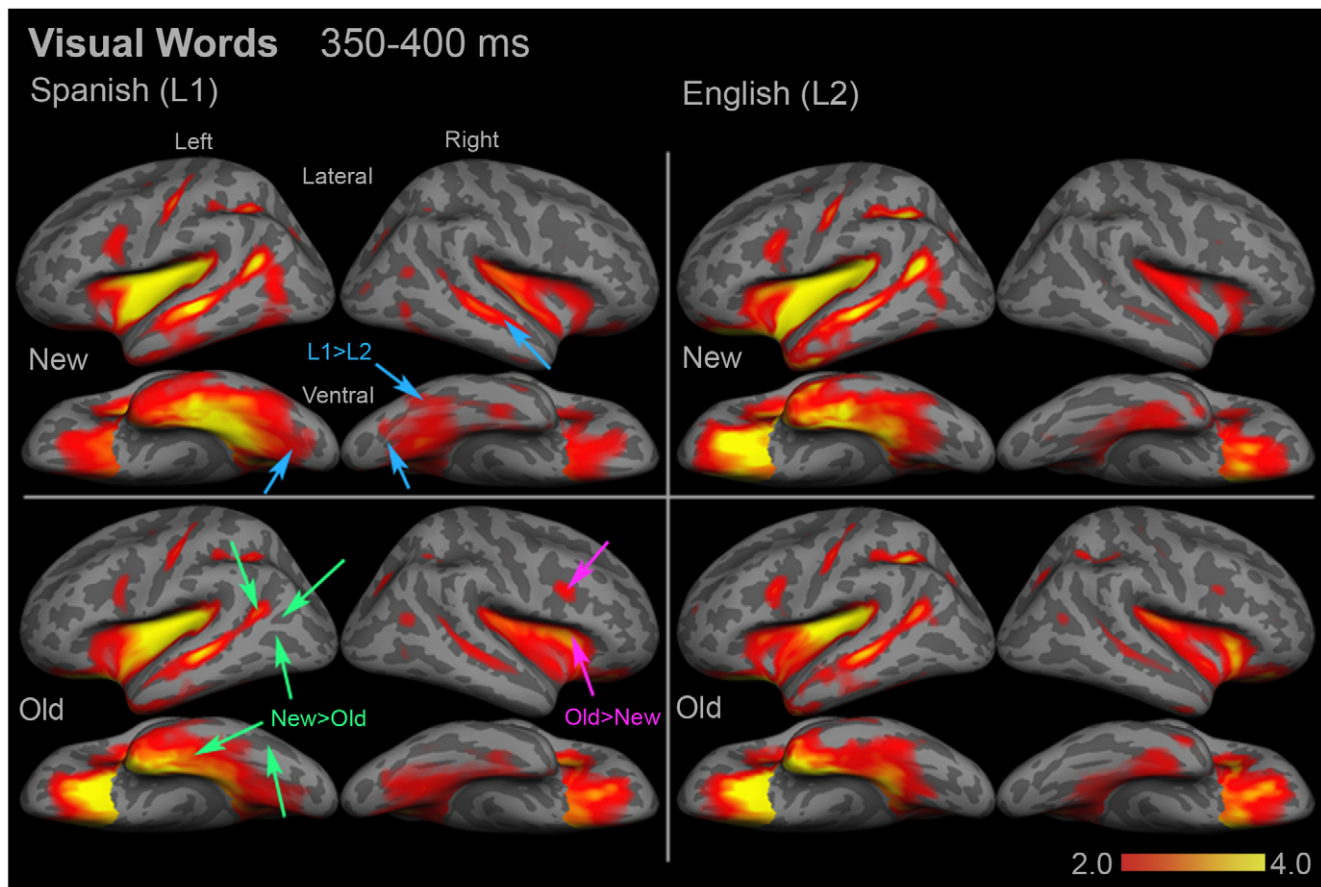 Visual Words 350-400 ms
Spanish (L1)
English (L2)
Left
Right
Lateral
New
L1>L2
Ventral
New
Old
New>Old
Old>New
Old
2.0
4.0